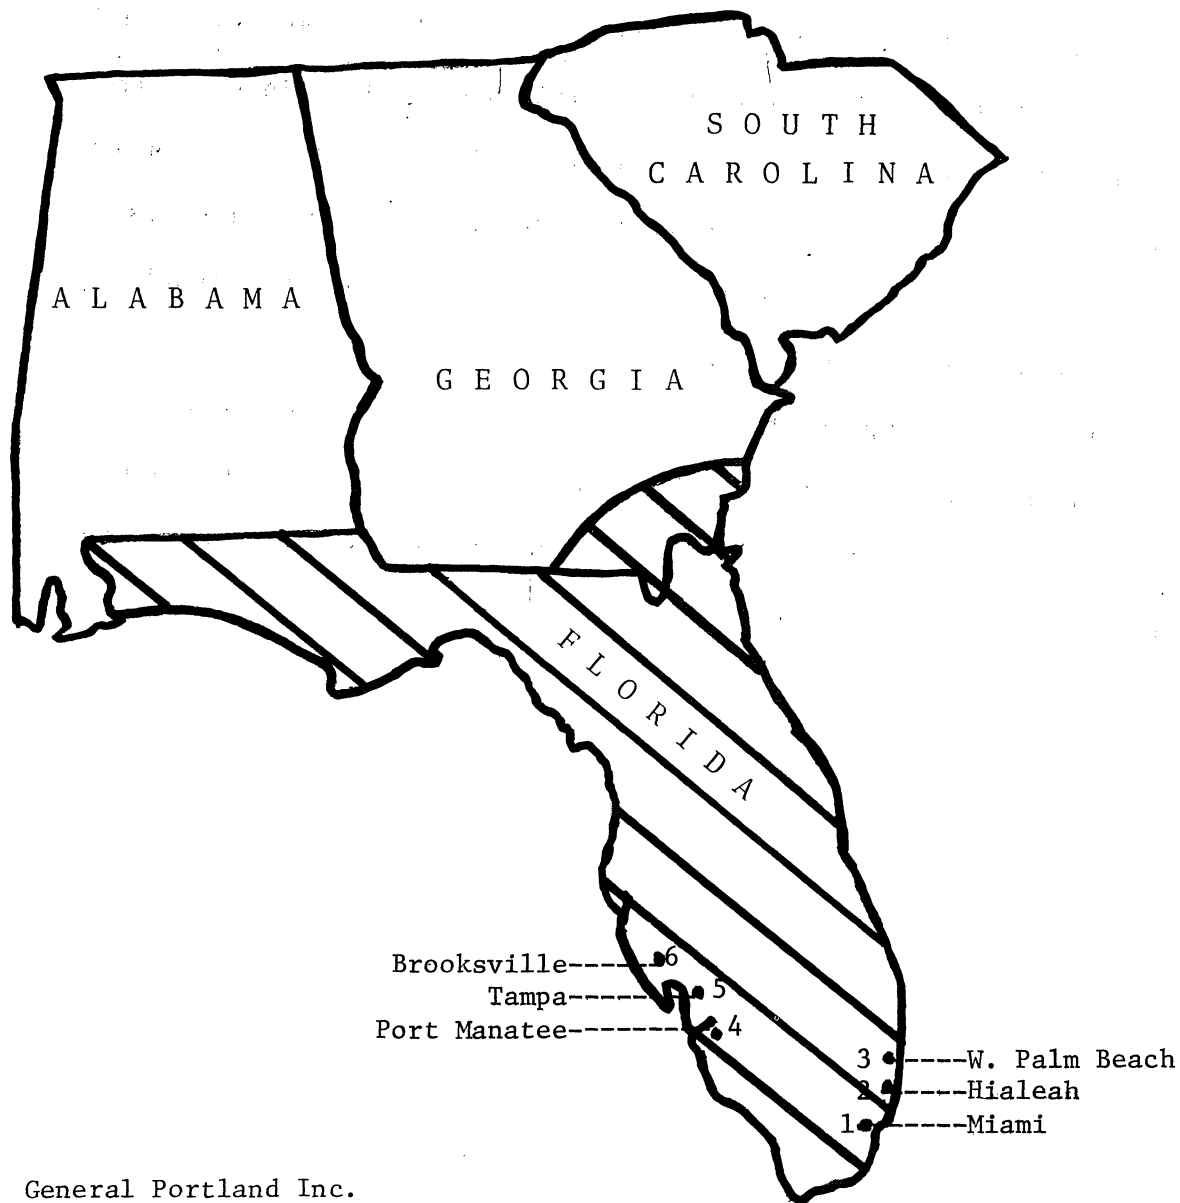 SOUTH
CAROLINA
ALABAMA
GEORGIA
FLORIDA
Brooksville------6
Tampa------5
Port Manatee------4
3-----W. Palm Beach
2-----Hialeah
1-----Miami
General Portland Inc.